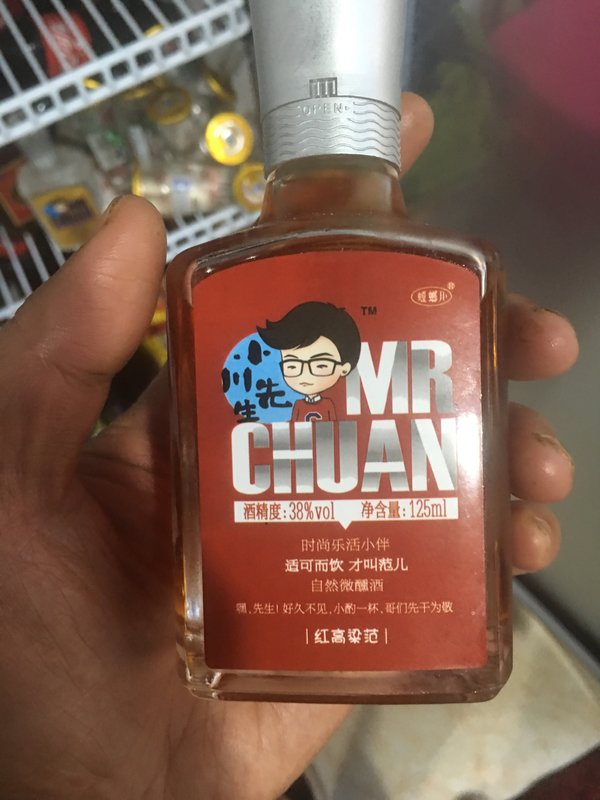 OPEN
螳螂川®
TM
小川先生
MR
CHUAN
酒精度:38%vol 净含量:125ml
时尚乐活小伴
适可而饮 才叫范儿
自然微醺酒
嘿,先生!好久不见,小酌一杯,哥们先干为敬
|红高粱范|